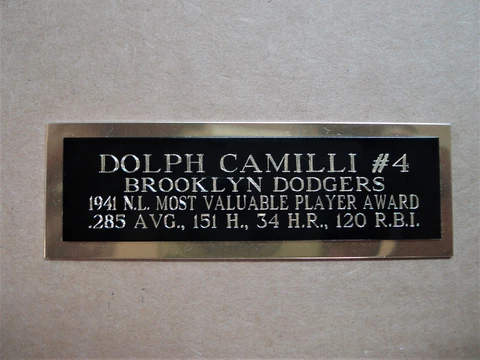 DOLPH CAMILLI #4
BROOKLYN DODGERS
1941 N.L. MOST VALUABLE PLAYER AWARD
.285 AVG., 151 H., 34 H.R., 120 R.B.I.